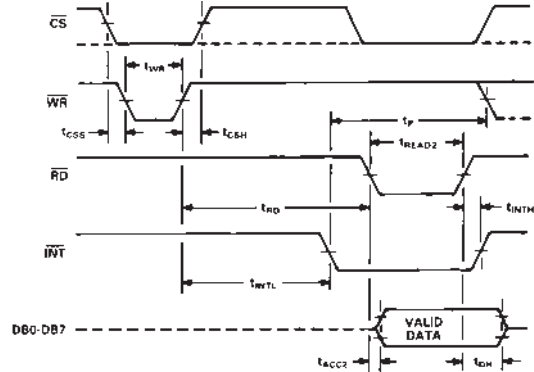 CS
tWR
WR
tCSS
tCSH
tP
tREAD2
RD
tRD
tINTH
INT
tINTL
DB0-DB7
VALID
DATA
tACC2
tDH